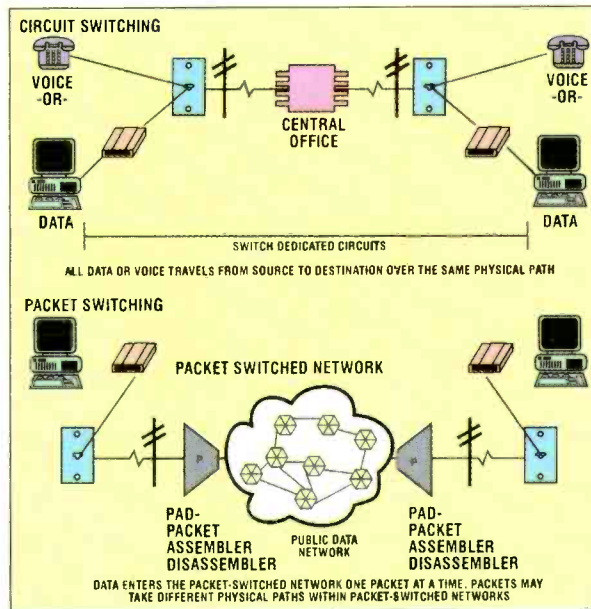 CIRCUIT SWITCHING
VOICE
-OR-
DATA
CENTRAL
OFFICE
VOICE
-OR-
DATA
SWITCH DEDICATED CIRCUITS
ALL DATA OR VOICE TRAVELS FROM SOURCE TO DESTINATION OVER THE SAME PHYSICAL PATH
PACKET SWITCHING
PACKET SWITCHED NETWORK
PAD-
PACKET
ASSEMBLER
DISASSEMBLER
PUBLIC DATA
NETWORK
PAD-
PACKET
ASSEMBLER
DISASSEMBLER
DATA ENTERS THE PACKET-SWITCHED NETWORK ONE PACKET AT A TIME. PACKETS MAY
TAKE DIFFERENT PHYSICAL PATHS WITHIN PACKET-SWITCHED NETWORKS